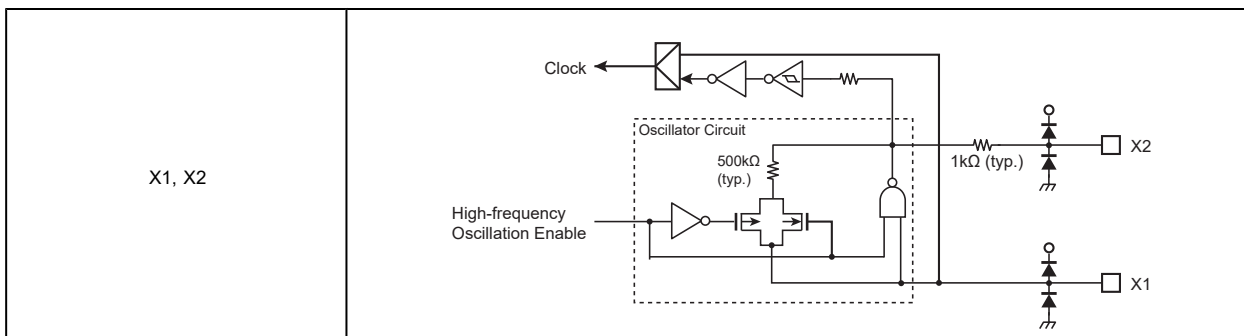 X1, X2
Clock
Oscillator Circuit
500kΩ
(typ.)
1kΩ (typ.)
X2
High-frequency
Oscillation Enable
X1